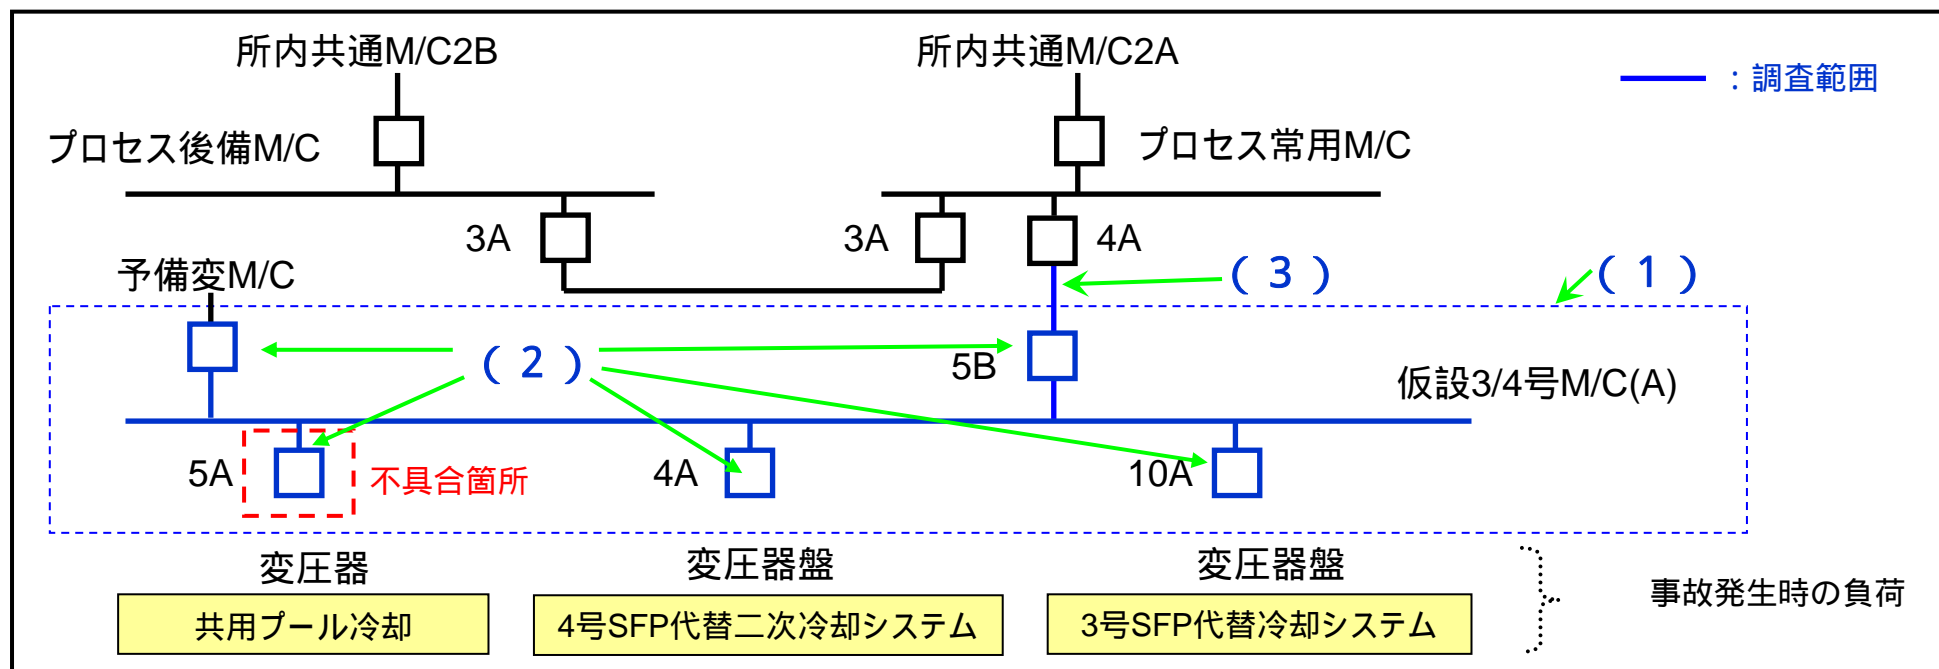 所内共通M/C2B
所内共通M/C2A
：調査範囲
プロセス後備M/C
プロセス常用M/C
3A
3A
4A
予備変M/C
（３）
（１）
（２）
5B
仮設3/4号M/C(A)
5A
不具合箇所
4A
10A
変圧器
変圧器盤
変圧器盤
事故発生時の負荷
共用プール冷却
4号SFP代替二次冷却システム
3号SFP代替冷却システム